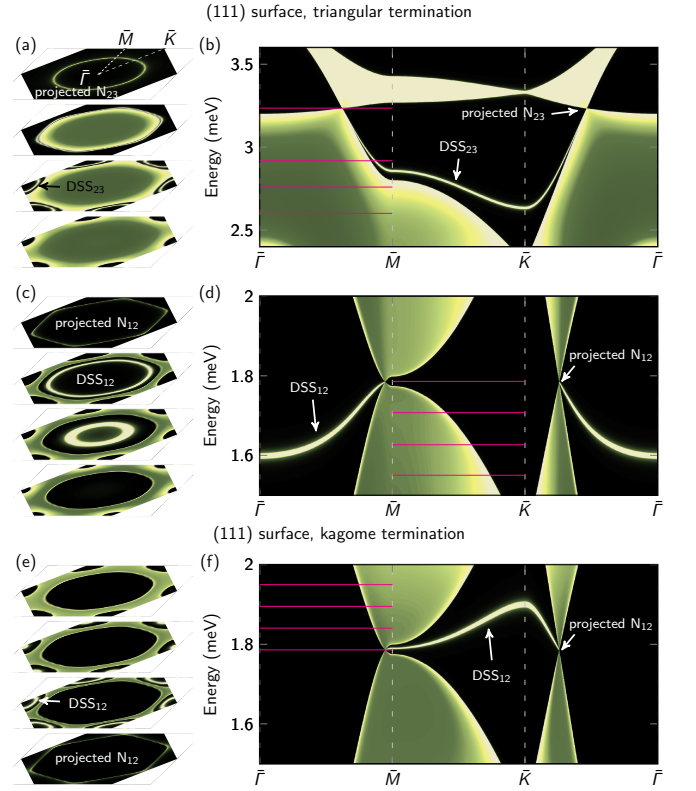 (111) surface, triangular termination
(a)
M̄
K̄
Γ̄
projected N23
DSS23
(b)
Energy (meV)
3.5
3
2.5
projected N23
DSS23
Γ̄ M̄ K̄ Γ̄
(c)
projected N12
DSS12
(d)
Energy (meV)
2
1.8
1.6
DSS12
projected N12
Γ̄ M̄ K̄ Γ̄
(111) surface, kagome termination
(e)
DSS12
projected N12
(f)
Energy (meV)
2
1.8
1.6
projected N12
DSS12
Γ̄ M̄ K̄ Γ̄